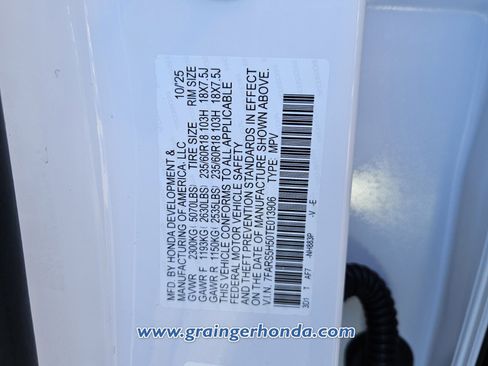 MFD. BY HONDA DEVELOPMENT &
MANUFACTURING OF AMERICA, LLC 10/25
GVWR 2300KG( 5070LBS) TIRE SIZE RIM SIZE
GAWR F 1193KG( 2630LBS) 235/60R18 103H 18X7.5J
GAWR R 1150KG( 2535LBS) 235/60R18 103H 18X7.5J
THIS VEHICLE CONFORMS TO ALL APPLICABLE
FEDERAL MOTOR VEHICLE SAFETY
AND THEFT PREVENTION STANDARDS IN EFFECT
ON THE DATE OF MANUFACTURE SHOWN ABOVE.
V.I.N. 7FARS5H50TE013906 TYPE: MPV
3D1 T AF7 -NH883P -V -E
www.graingerhonda.com